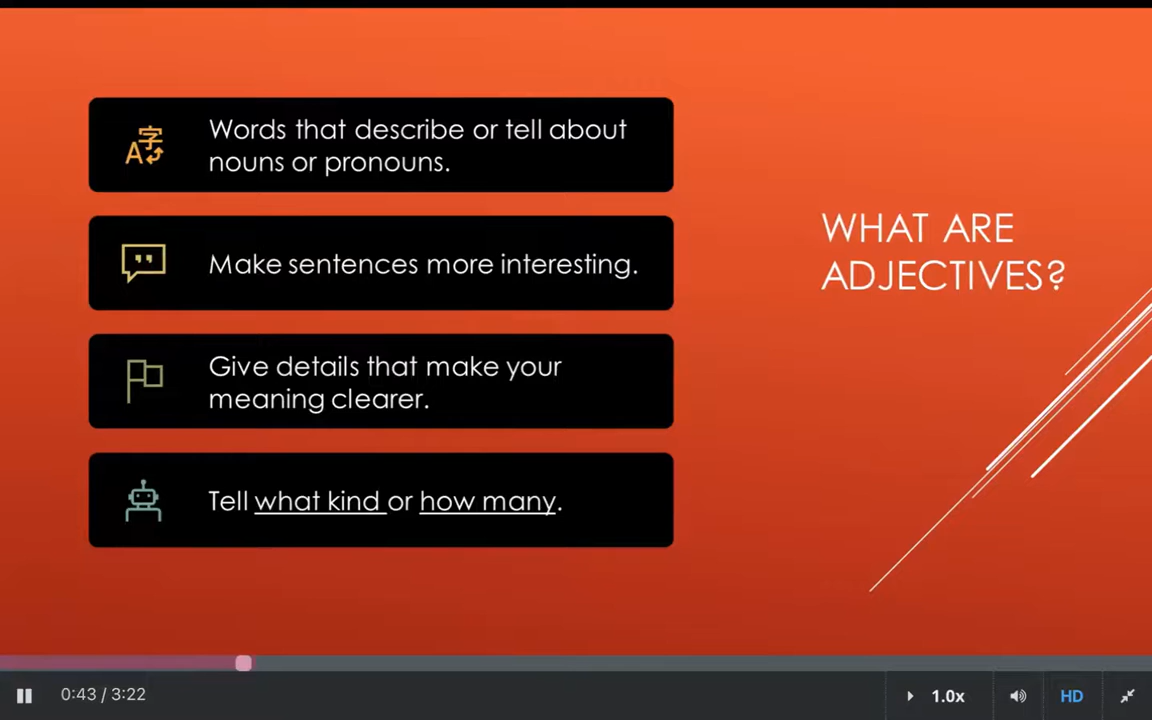 Words that describe or tell about
nouns or pronouns.
Make sentences more interesting.
Give details that make your
meaning clearer.
Tell what kind or how many.
WHAT ARE
ADJECTIVES?
0:43 / 3:22
1.0x
HD